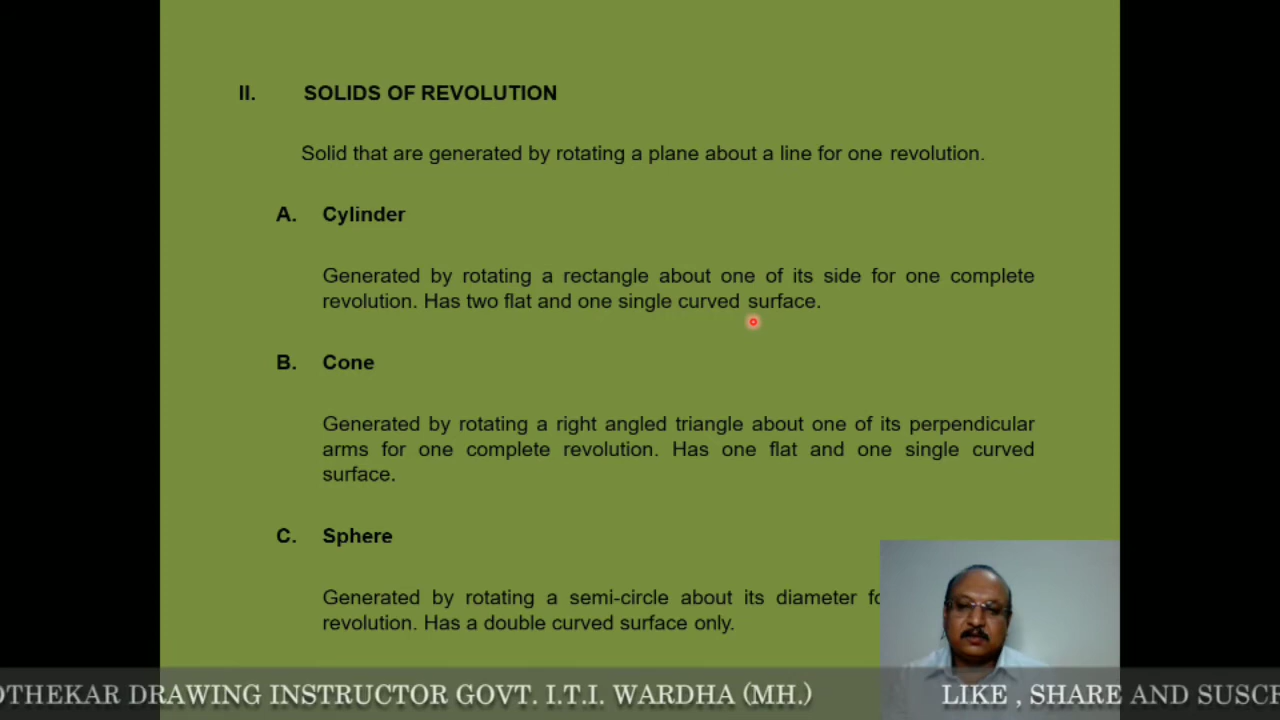 II. SOLIDS OF REVOLUTION
Solid that are generated by rotating a plane about a line for one revolution.
A. Cylinder
Generated by rotating a rectangle about one of its side for one complete
revolution. Has two flat and one single curved surface.
B. Cone
Generated by rotating a right angled triangle about one of its perpendicular
arms for one complete revolution. Has one flat and one single curved
surface.
C. Sphere
Generated by rotating a semi-circle about its diameter
revolution. Has a double curved surface only.
DRAWING INSTRUCTOR GOVT. I.T.I. WARDHA (MH.) LIKE , SHARE AND